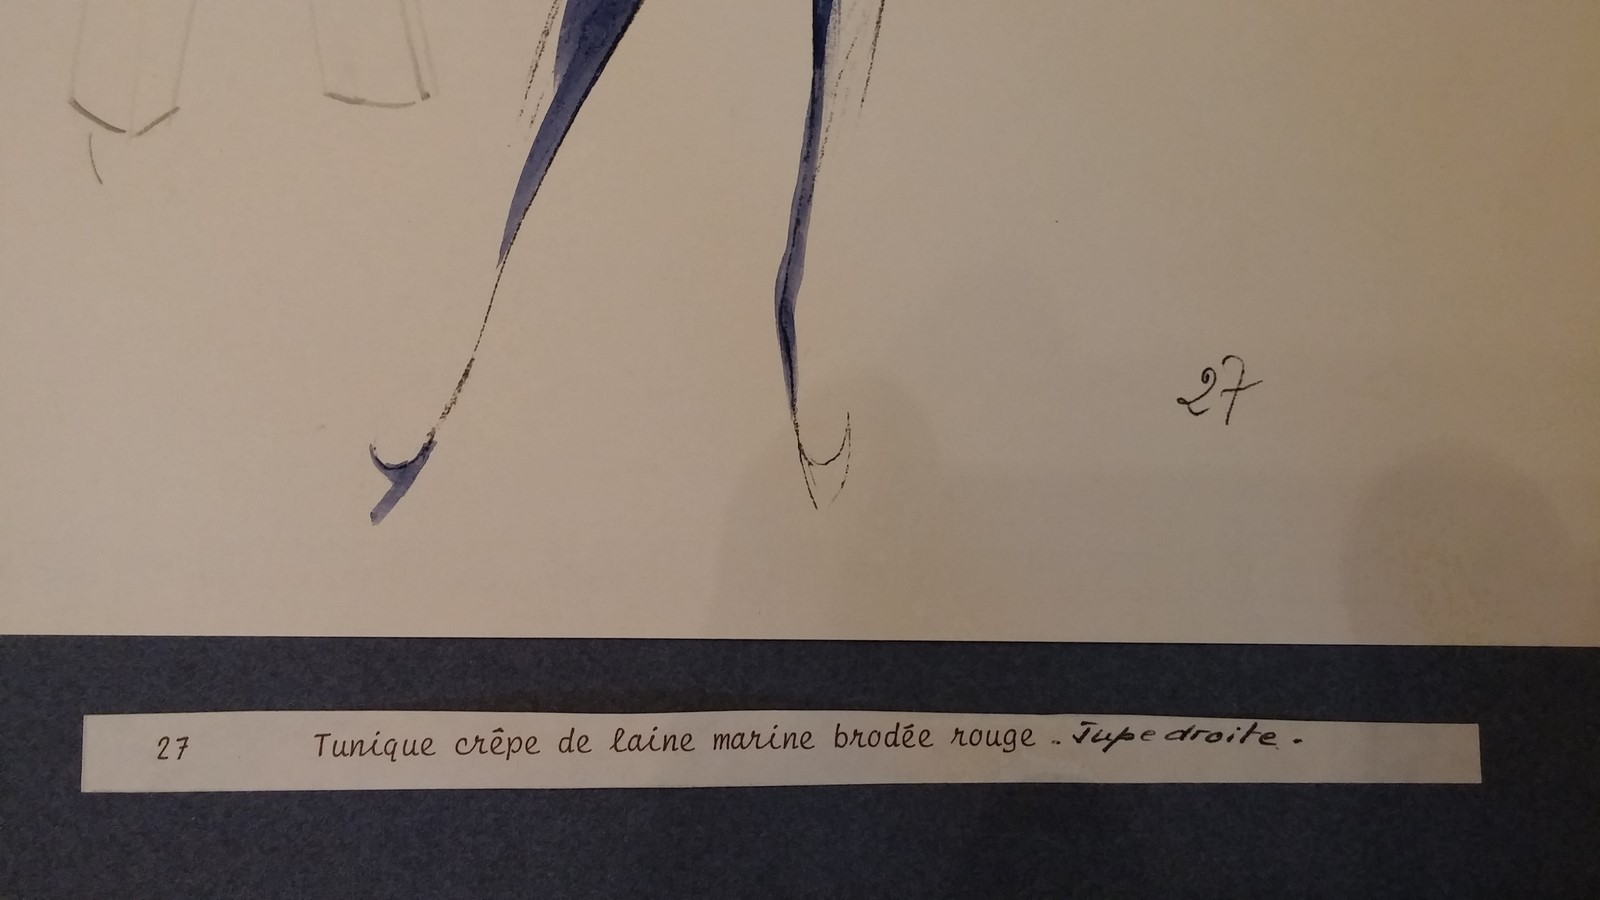 27
27 Tunique crêpe de laine marine brodée rouge .. Jupe droite .